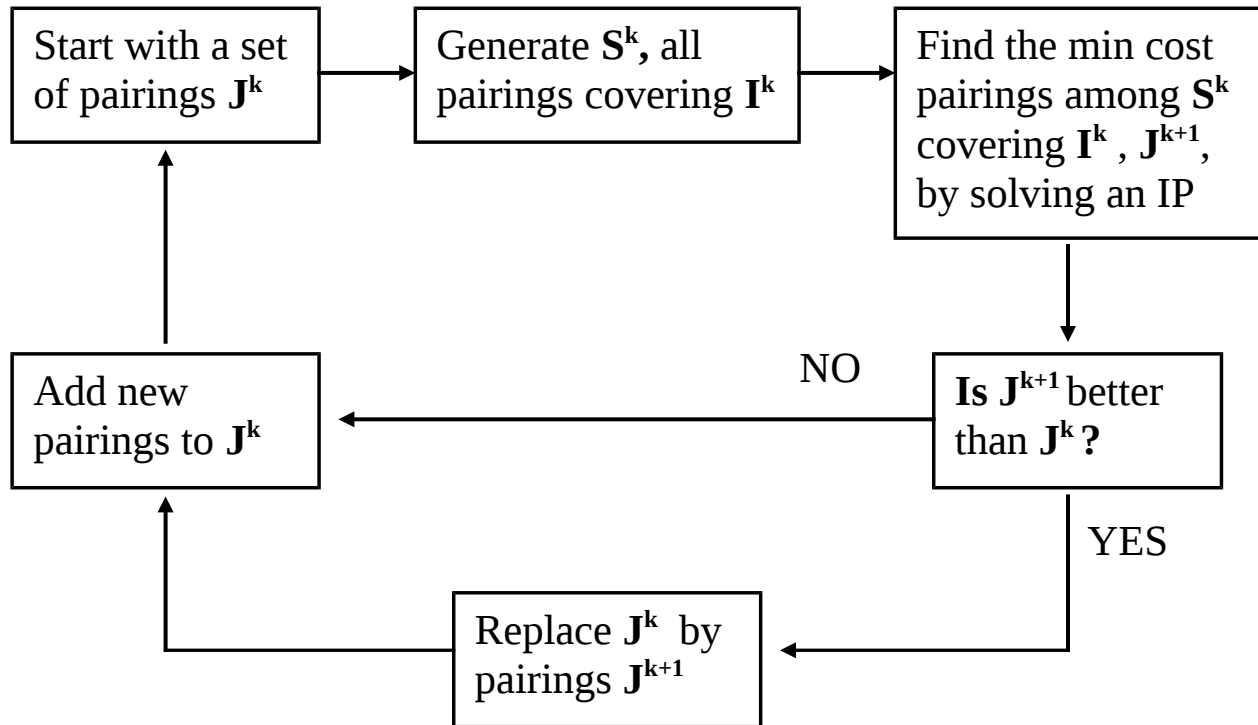 Start with a set
of pairings J^k
Generate S^k, all
pairings covering I^k
Find the min cost
pairings among S^k
covering I^k , J^k+1,
by solving an IP
Add new
pairings to J^k
NO
Is J^k+1 better
than J^k ?
YES
Replace J^k by
pairings J^k+1